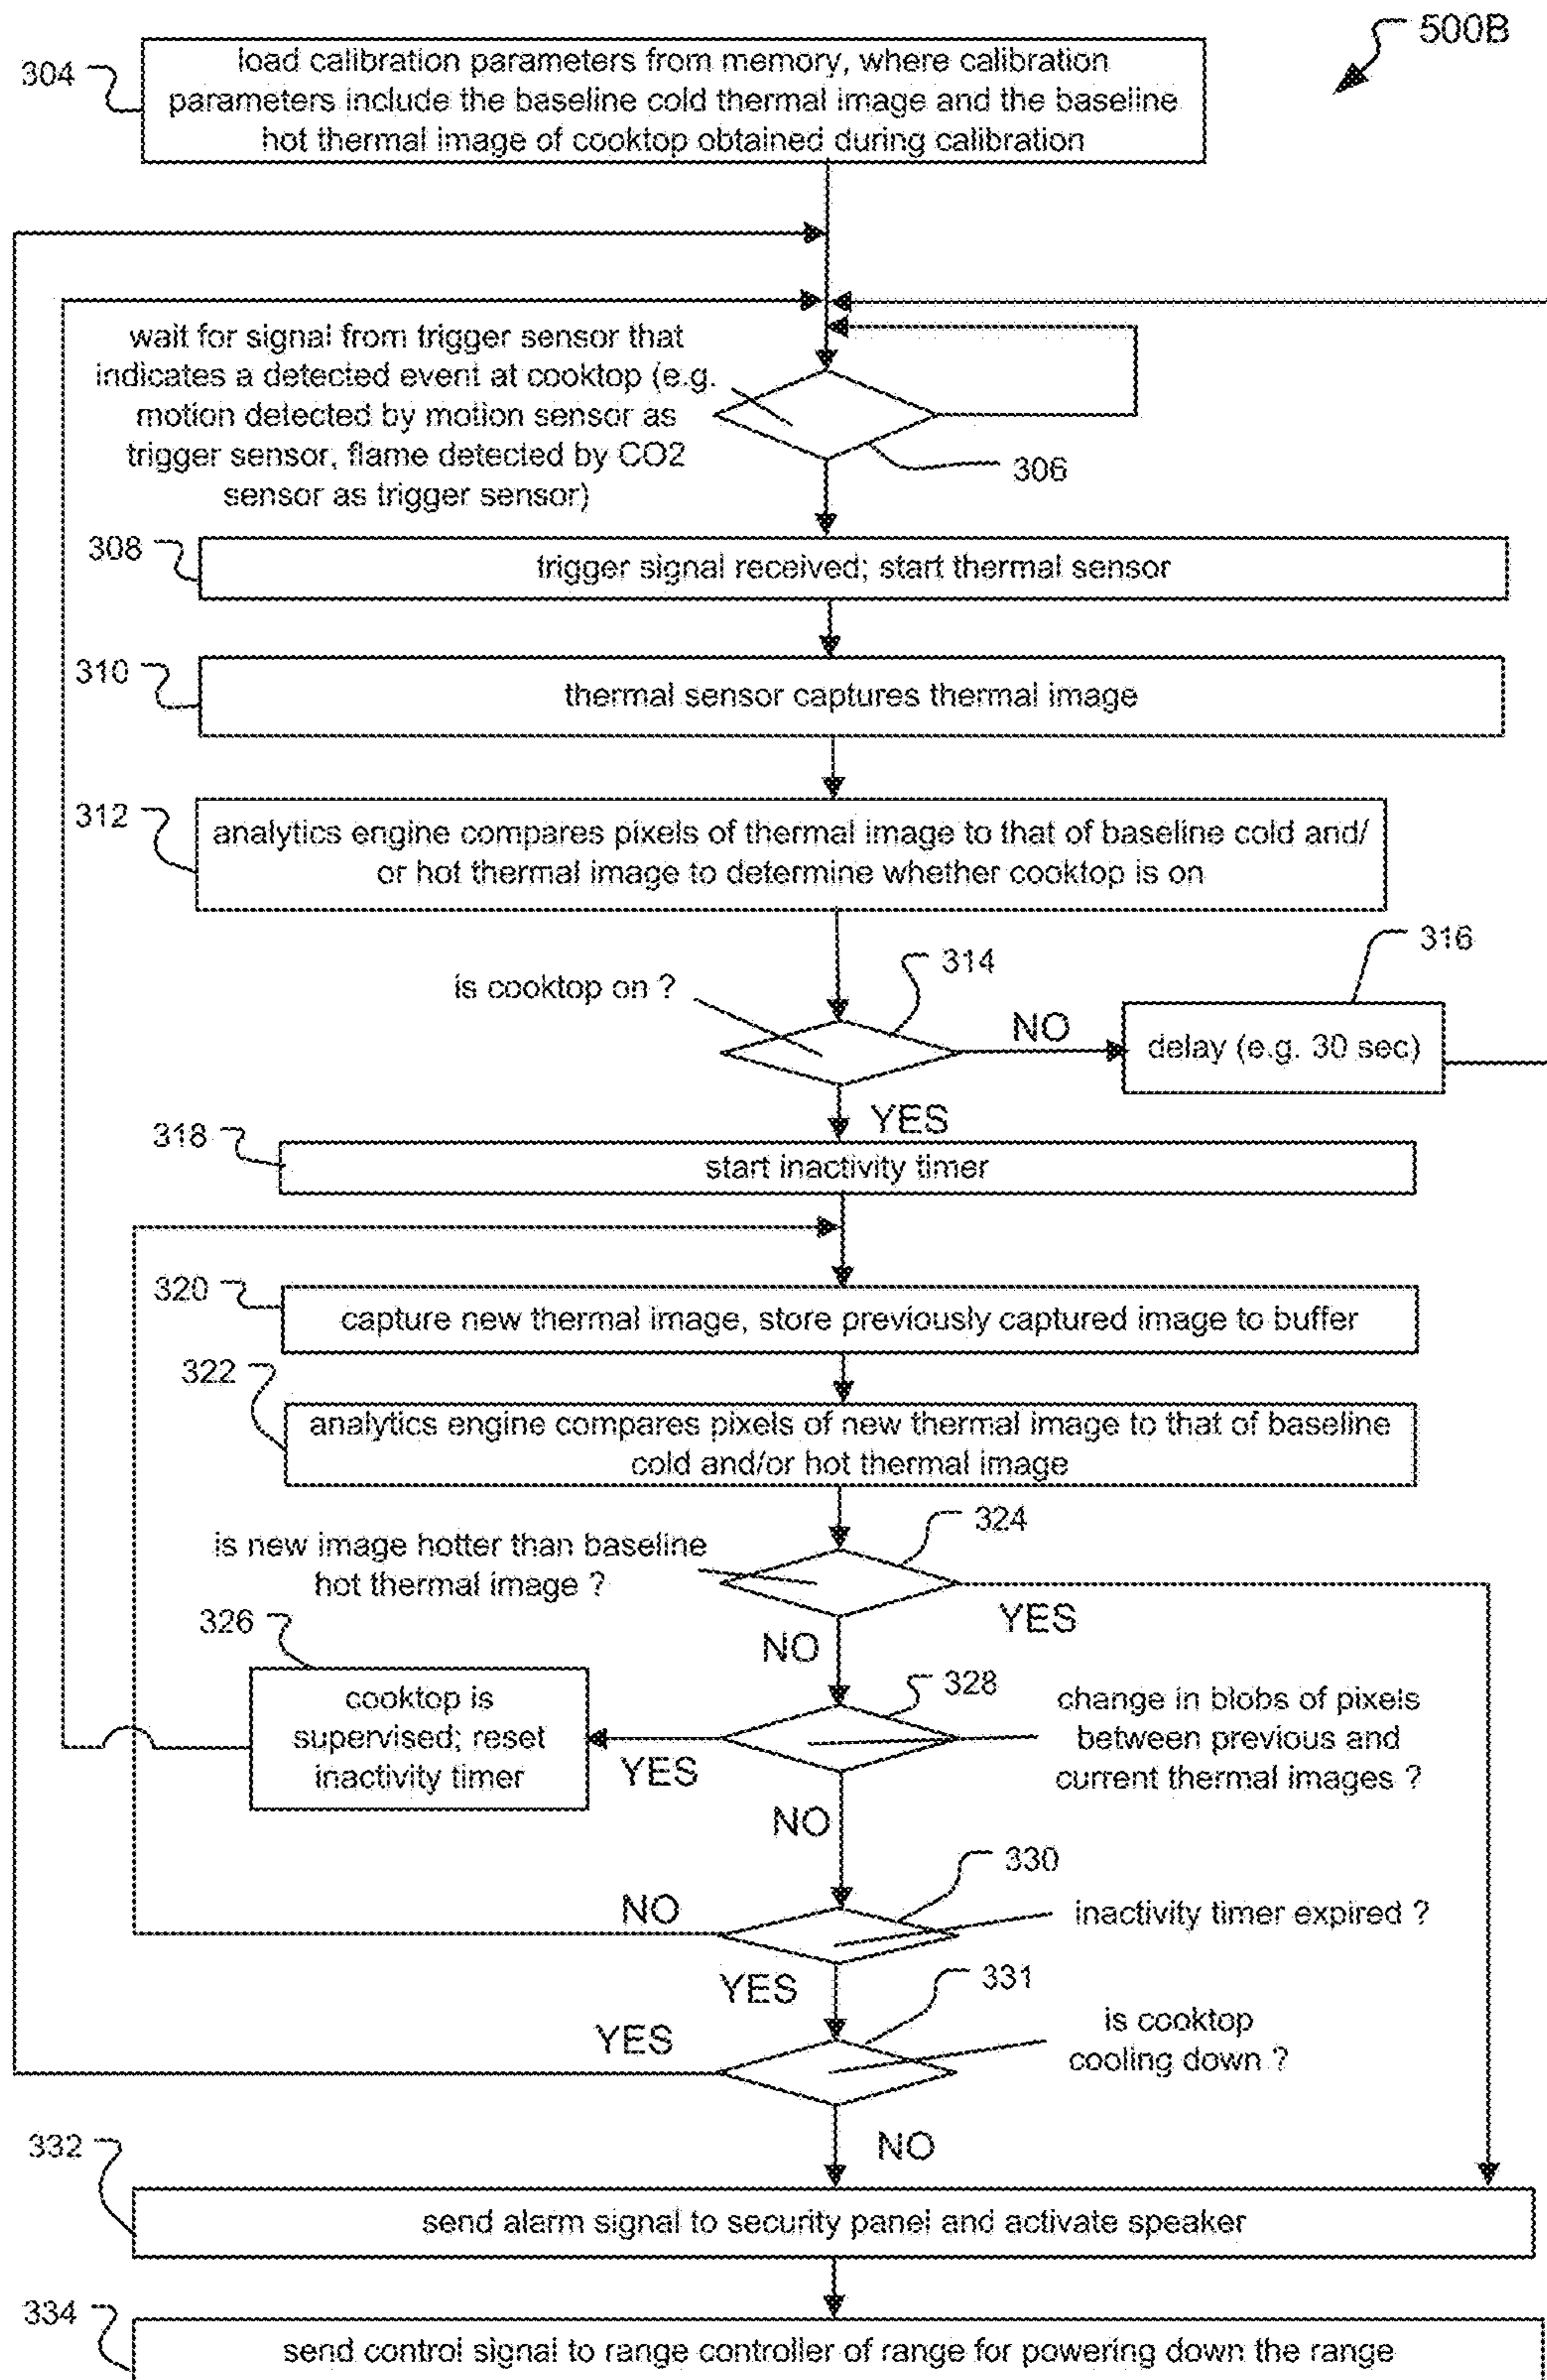 500B
304
load calibration parameters from memory, where calibration
parameters include the baseline cold thermal image and the baseline
hot thermal image of cooktop obtained during calibration
wait for signal from trigger sensor that
indicates a detected event at cooktop (e.g.
motion detected by motion sensor as
trigger sensor, flame detected by CO2
sensor as trigger sensor)
306
308
trigger signal received; start thermal sensor
310
thermal sensor captures thermal image
312
analytics engine compares pixels of thermal image to that of baseline cold and/
or hot thermal image to determine whether cooktop is on
314
316
is cooktop on ?
NO
delay (e.g. 30 sec)
YES
318
start inactivity timer
320
capture new thermal image, store previously captured image to buffer
322
analytics engine compares pixels of new thermal image to that of baseline
cold and/or hot thermal image
324
is new image hotter than baseline
hot thermal image ?
YES
326
NO
328
cooktop is
supervised; reset
inactivity timer
YES
change in blobs of pixels
between previous and
current thermal images ?
NO
330
NO
inactivity timer expired ?
YES
331
YES
is cooktop
cooling down ?
NO
332
send alarm signal to security panel and activate speaker
334
send control signal to range controller of range for powering down the range